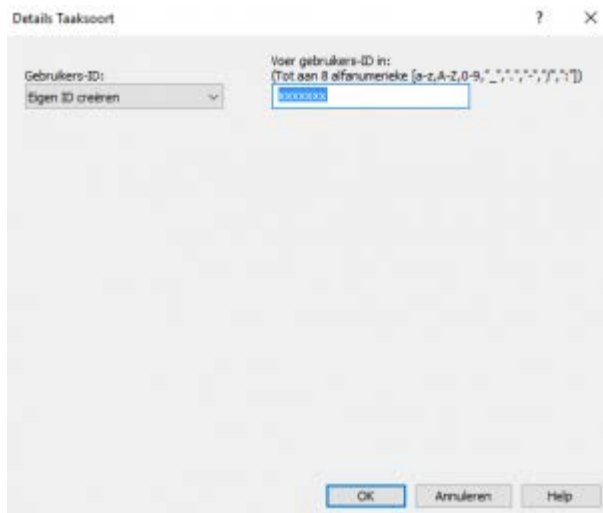 Details Taaksoort
? ×
Voer gebruikers-ID in:
Gebruikers-ID:
(Tot aan 8 alfanumerieke [a-z,A-Z,0-9,"_",".","-","/",":"])
Eigen ID creëren
xxxxxxxx
OK Annuleren Help